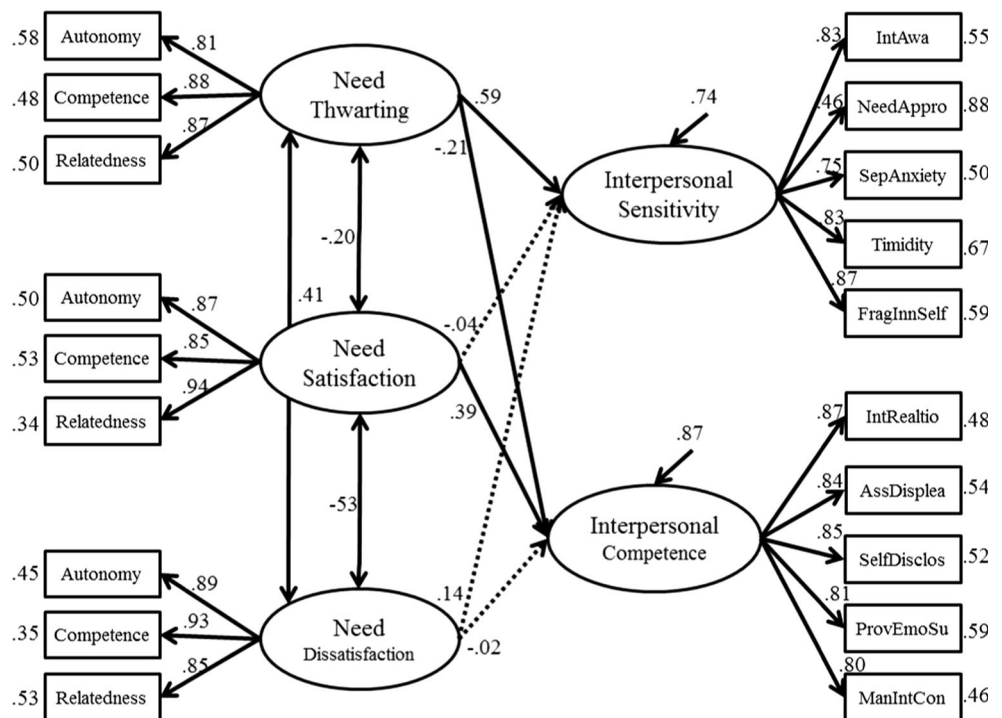 .58
Autonomy
.81
.48
Competence
.88
.50
Relatedness
.87
Need
Thwarting
.59
-.21
.74
Interpersonal
Sensitivity
.83
IntAwa
.55
.46
NeedAppro
.88
.75
SepAnxiety
.50
.83
Timidity
.67
.87
FragInnSelf
.59
-.20
.41
.50
Autonomy
.87
.53
Competence
.85
.34
Relatedness
.94
Need
Satisfaction
-.04
.39
-53
.87
Interpersonal
Competence
.87
IntRealtio
.48
.84
AssDisplea
.54
.85
SelfDisclos
.52
.81
ProvEmoSu
.59
.80
ManIntCon
.46
.45
Autonomy
.89
.35
Competence
.93
.53
Relatedness
.85
Need
Dissatisfaction
.14
-.02